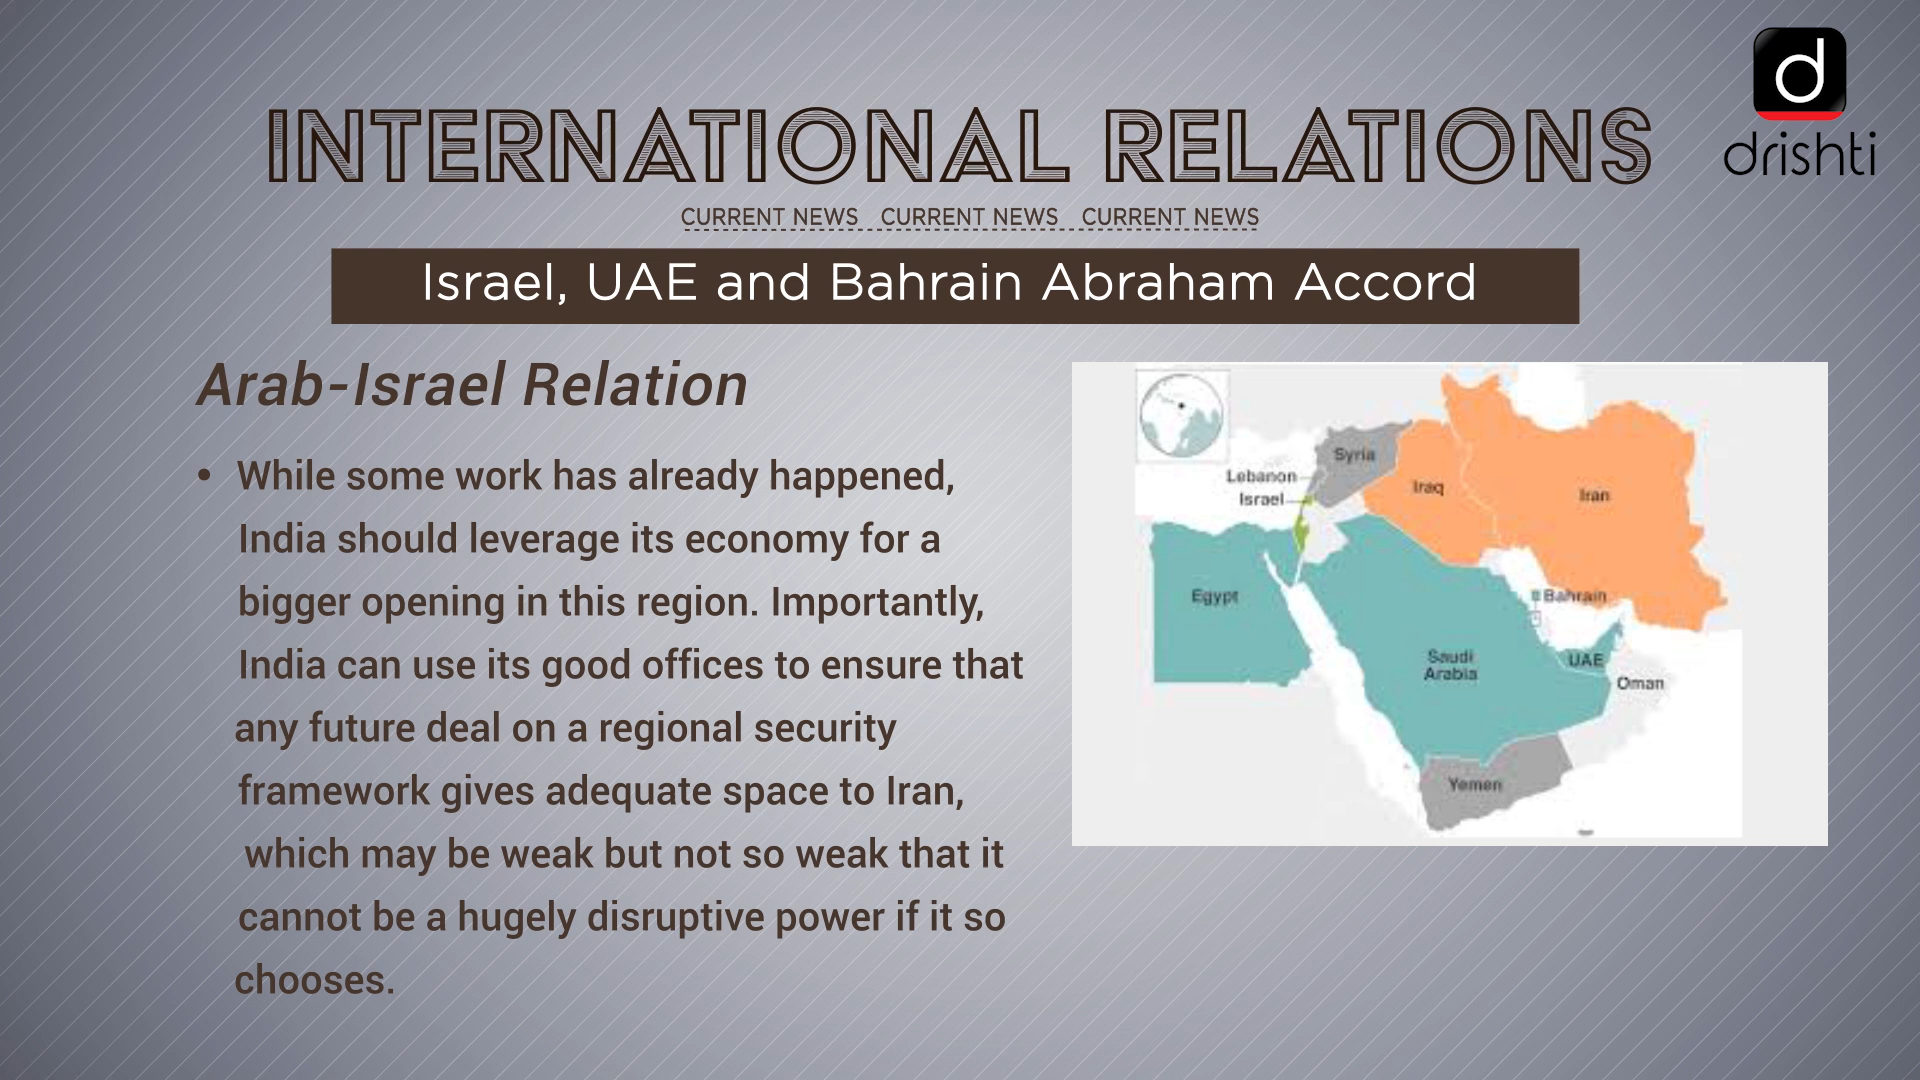 d
drishti
INTERNATIONAL RELATIONS
CURRENT NEWS CURRENT NEWS CURRENT NEWS
Israel, UAE and Bahrain Abraham Accord
Arab-Israel Relation
• While some work has already happened,
India should leverage its economy for a
bigger opening in this region. Importantly,
India can use its good offices to ensure that
any future deal on a regional security
framework gives adequate space to Iran,
which may be weak but not so weak that it
cannot be a hugely disruptive power if it so
chooses.
Syria
Lebanon
Israel
Iraq
Iran
Egypt
Bahrain
Saudi
Arabia
UAE
Oman
Yemen